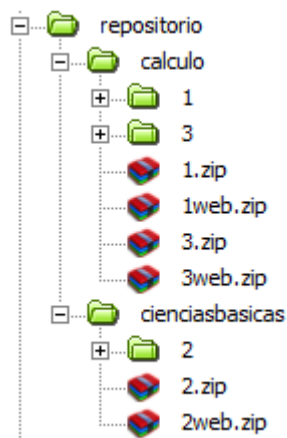 repositorio
calculo
1
3
1.zip
1web.zip
3.zip
3web.zip
cienciasbasicas
2
2.zip
2web.zip